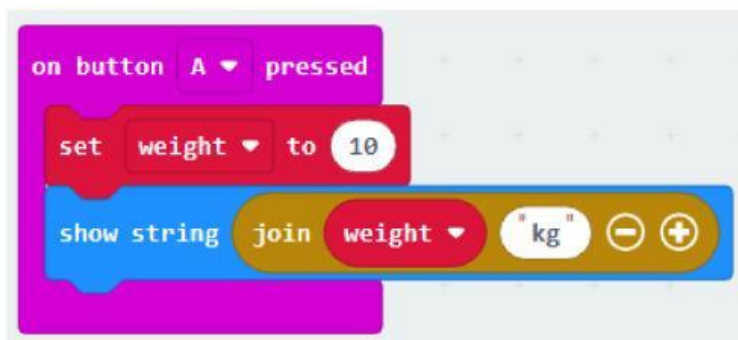 on button A pressed
set weight to 10
show string join weight "kg"